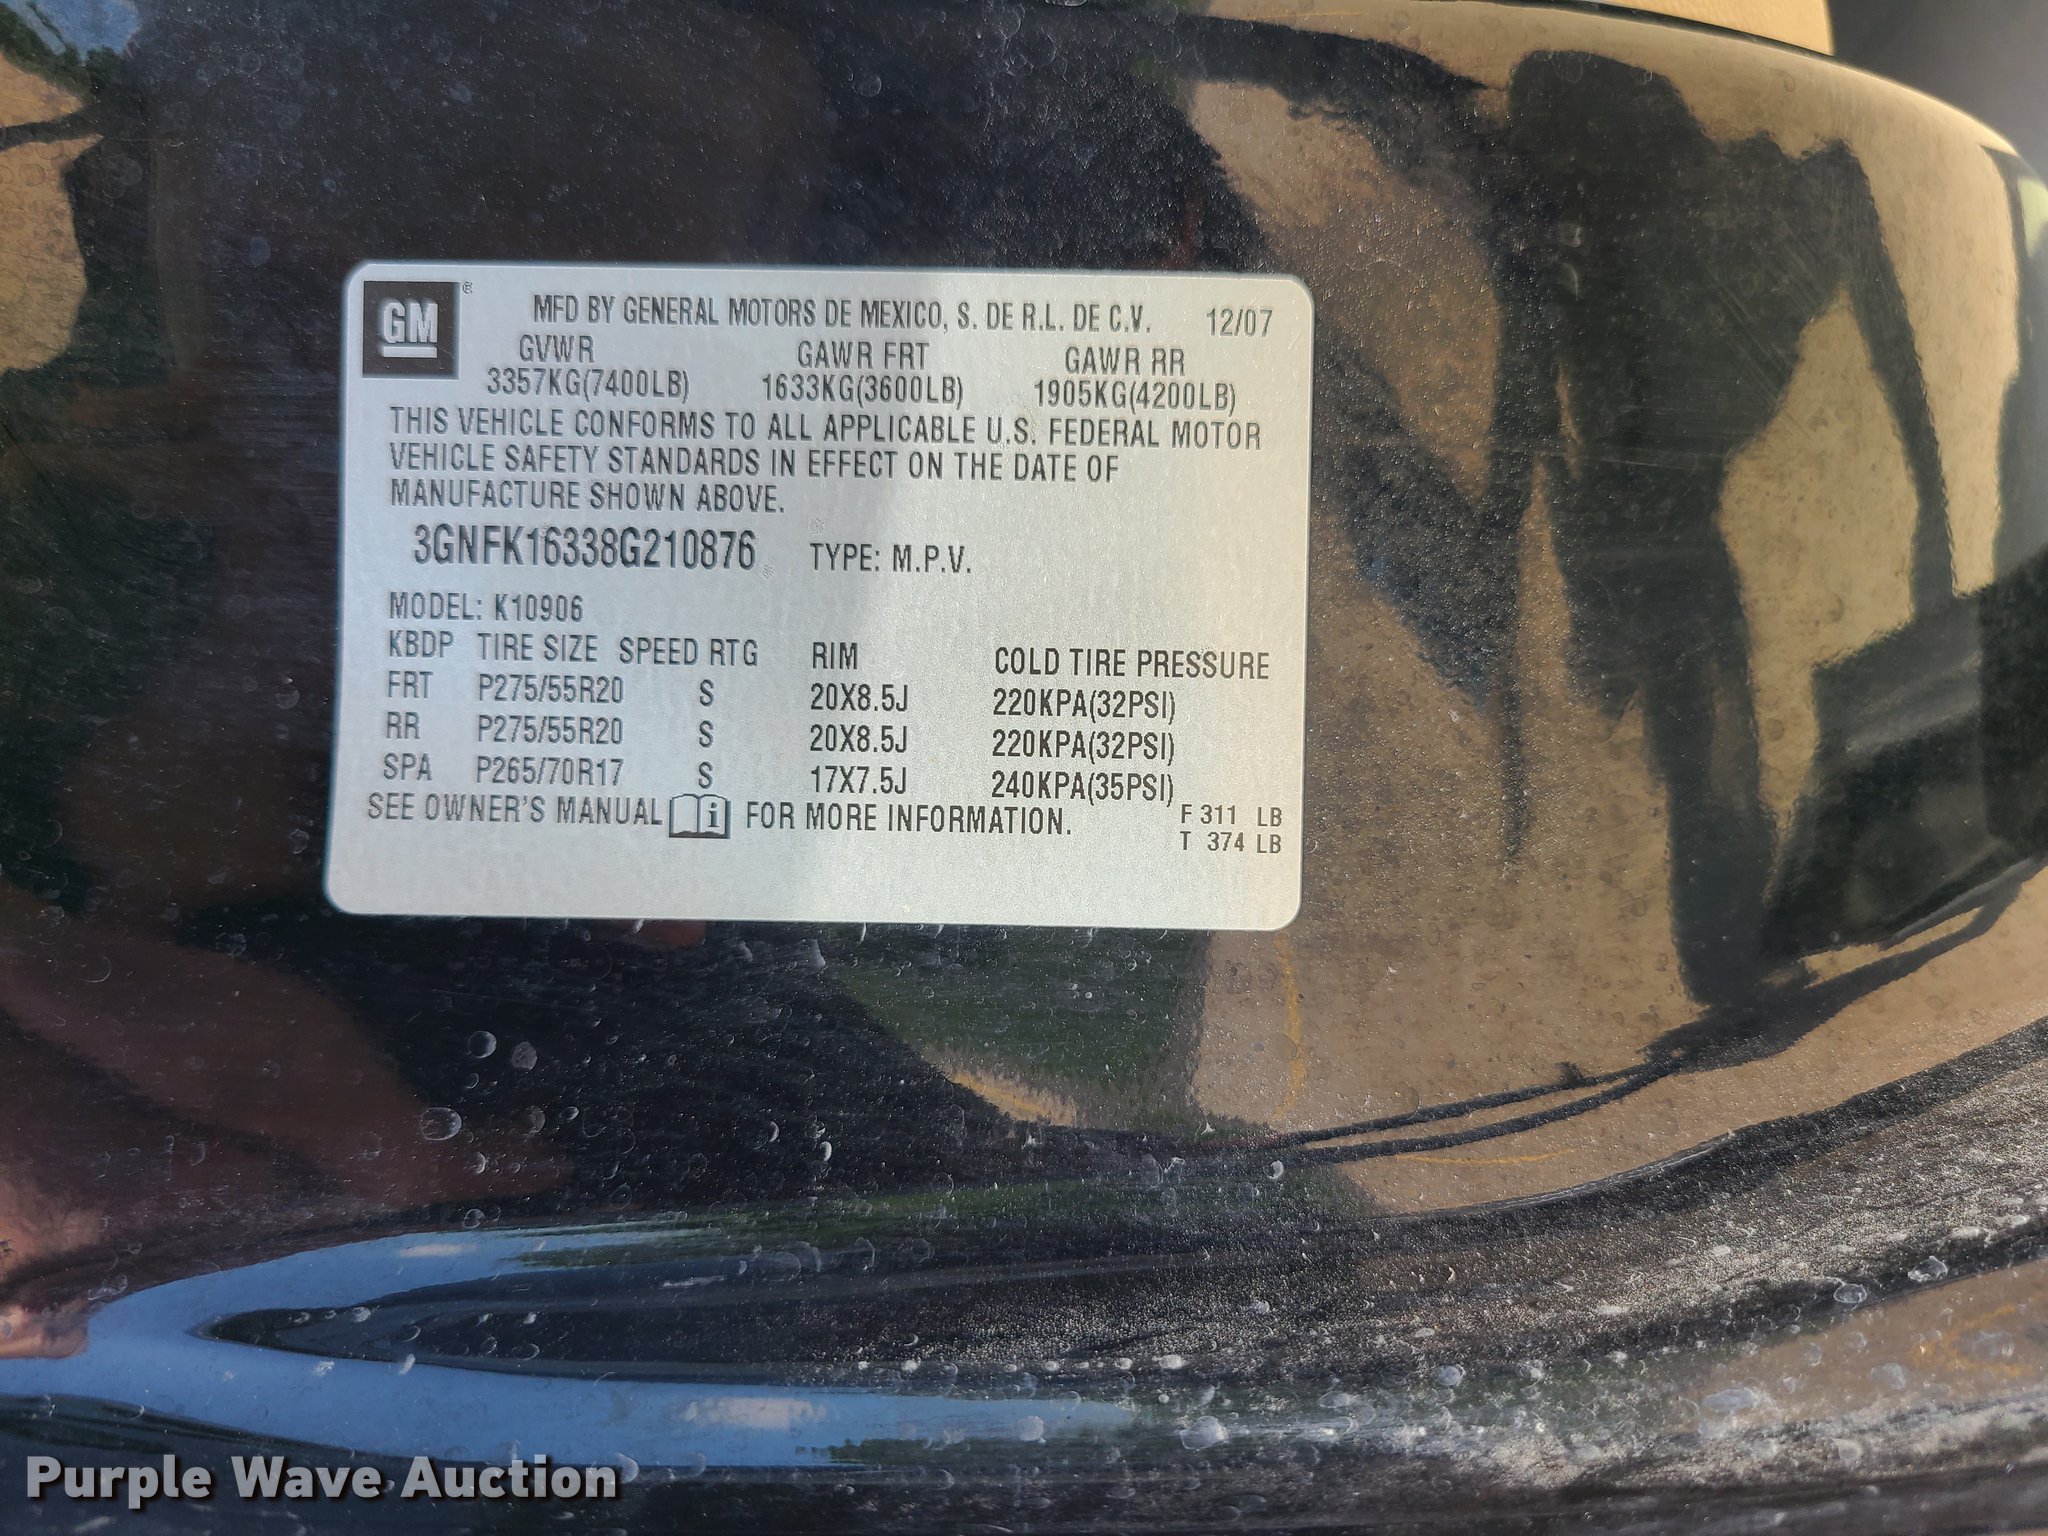 GM
MFD BY GENERAL MOTORS DE MEXICO, S. DE R.L. DE C.V. 12/07
GVWR GAWR FRT GAWR RR
3357KG(7400LB) 1633KG(3600LB) 1905KG(4200LB)
THIS VEHICLE CONFORMS TO ALL APPLICABLE U.S. FEDERAL MOTOR
VEHICLE SAFETY STANDARDS IN EFFECT ON THE DATE OF
MANUFACTURE SHOWN ABOVE.
3GNFK16338G210876 TYPE: M.P.V.
MODEL: K10906
KBDP TIRE SIZE SPEED RTG RIM COLD TIRE PRESSURE
FRT P275/55R20 S 20X8.5J 220KPA(32PSI)
RR P275/55R20 S 20X8.5J 220KPA(32PSI)
SPA P265/70R17 S 17X7.5J 240KPA(35PSI)
SEE OWNER'S MANUAL i FOR MORE INFORMATION. F 311 LB
T 374 LB
Purple Wave Auction